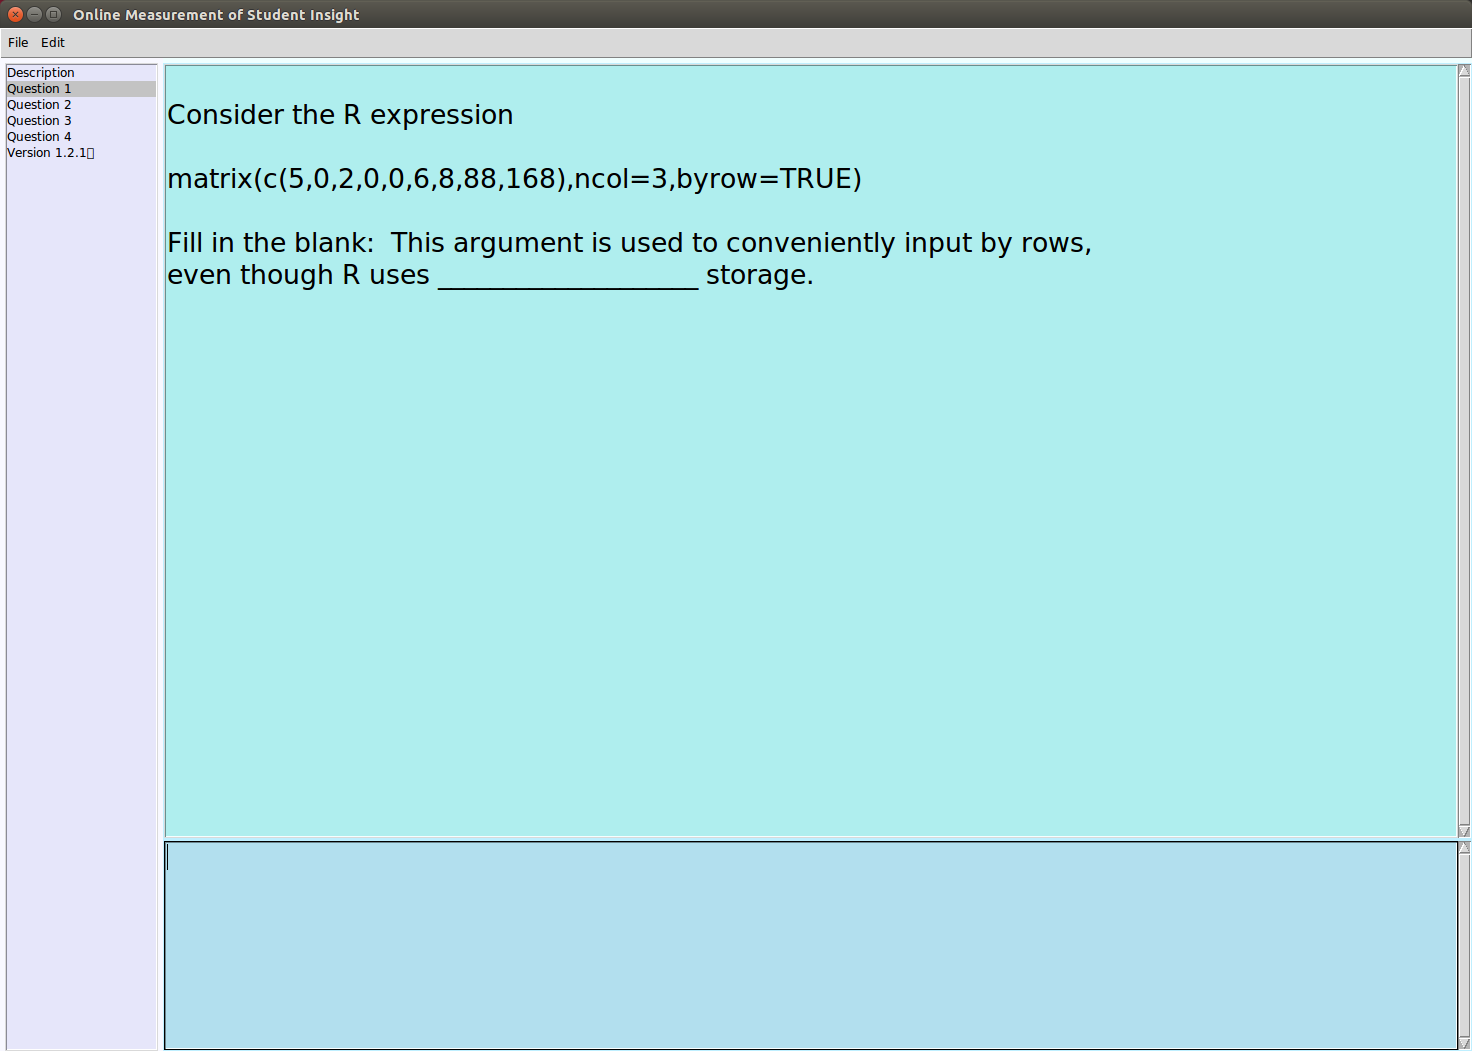 Online Measurement of Student Insight
File Edit
Description
Question 1
Question 2
Question 3
Question 4
Version 1.2.1
Consider the R expression
matrix(c(5,0,2,0,0,6,8,88,168),ncol=3,byrow=TRUE)
Fill in the blank:  This argument is used to conveniently input by rows,
even though R uses ____________________ storage.